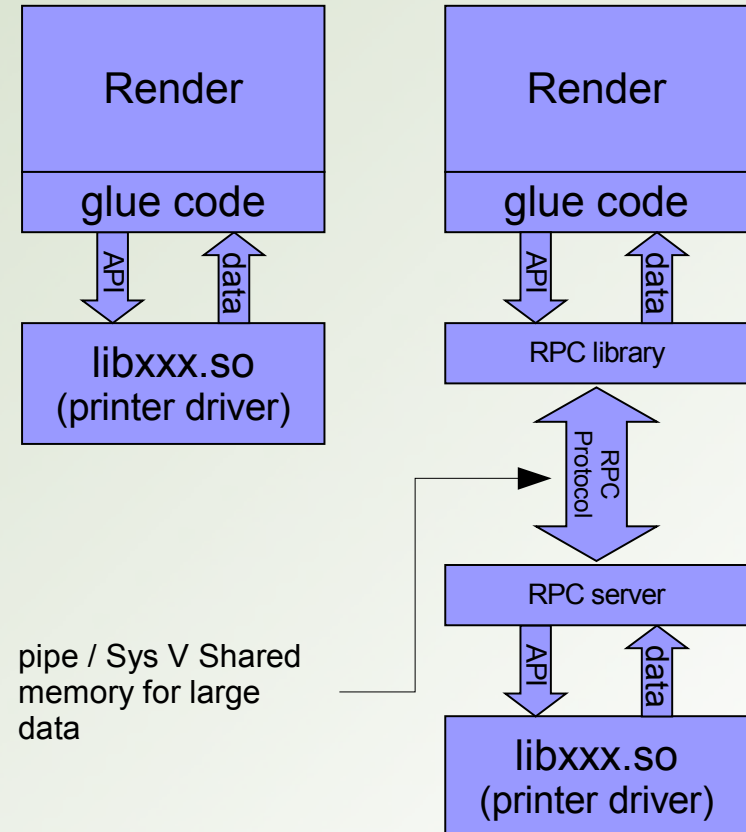 Render
glue code
API
data
libxxx.so
(printer driver)
Render
glue code
API
data
RPC library
RPC
Protocol
RPC server
API
data
libxxx.so
(printer driver)
pipe / Sys V Shared
memory for large
data